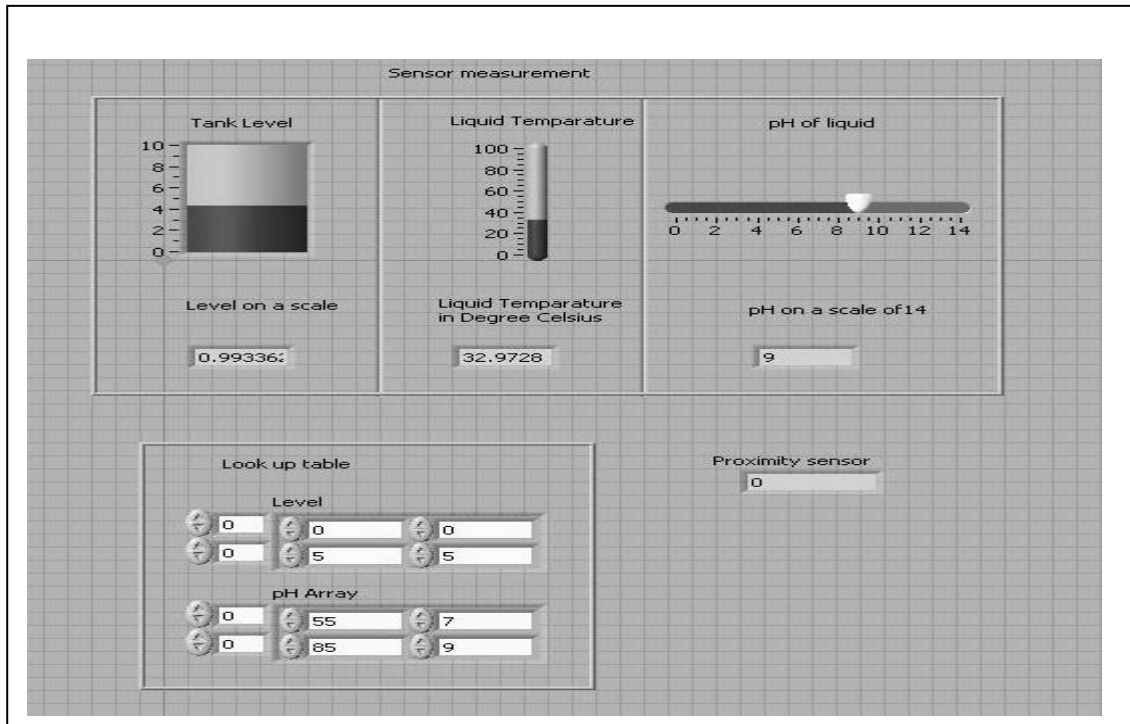 Sensor measurement
Tank Level
10
8
6
4
2
0
Level on a scale
0.993362
Liquid Temparature
100
80
60
40
20
0
Liquid Temparature
in Degree Celsius
32.9728
pH of liquid
0 2 4 6 8 10 12 14
pH on a scale of14
9
Look up table
Level
0 0 0
0 5 5
pH Array
0 55 7
0 85 9
Proximity sensor
0